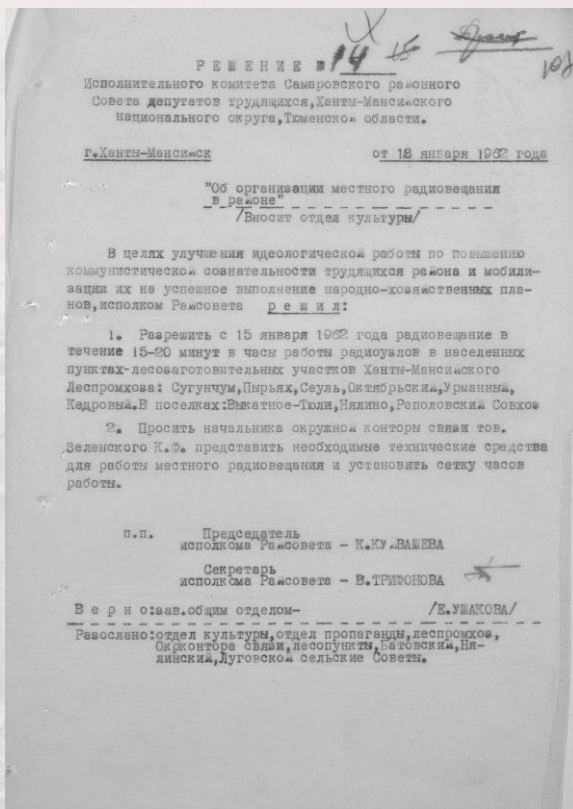 Р Е Ш Е Н И Е № 14 15
Исполнительного комитета Самаровского районного
Совета депутатов трудящихся,Ханты-Мансийского
национального округа,Тюменской области.
г.Ханты-Мансийск от 18 января 1962 года
"Об организации местного радиовещания
в районе"
/Вносит отдел культуры/
В целях улучшения идеологической работы по повышению
коммунистической сознательности трудящихся района и мобили-
зации их на успешное выполнение народно-хозяйственных пла-
нов,исполком Райсовета р е ш и л:
1. Разрешить с 15 января 1962 года радиовещание в
течение 15-20 минут в часы работы радиоузлов в населенных
пунктах-лесозаготовительных участков Ханты-Мансийского
Леспромхоза: Сугунчум,Пырьях,Сеуль,Октябрьский,Урманный,
Кедровый.В поселках:Выкатное-Тюли,Нялино,Реполовский Совхоз
2. Просить начальника окружной конторы связи тов.
Зеленского К.Ф. представить необходимые технические средства
для работы местного радиовещания и установить сетку часов
работы.
п.п. Председатель
исполкома Райсовета - К.КУЙВАШЕВА
Секретарь
исполкома Райсовета - В.ТРИФОНОВА
В е р н о:зав.общим отделом- /Е.УШАКОВА/
Разослано:отдел культуры,отдел пропаганды,леспромхоз,
Окрконтора связи,лесопункты,Батовский,Ня-
линский,Луговской сельские Советы.